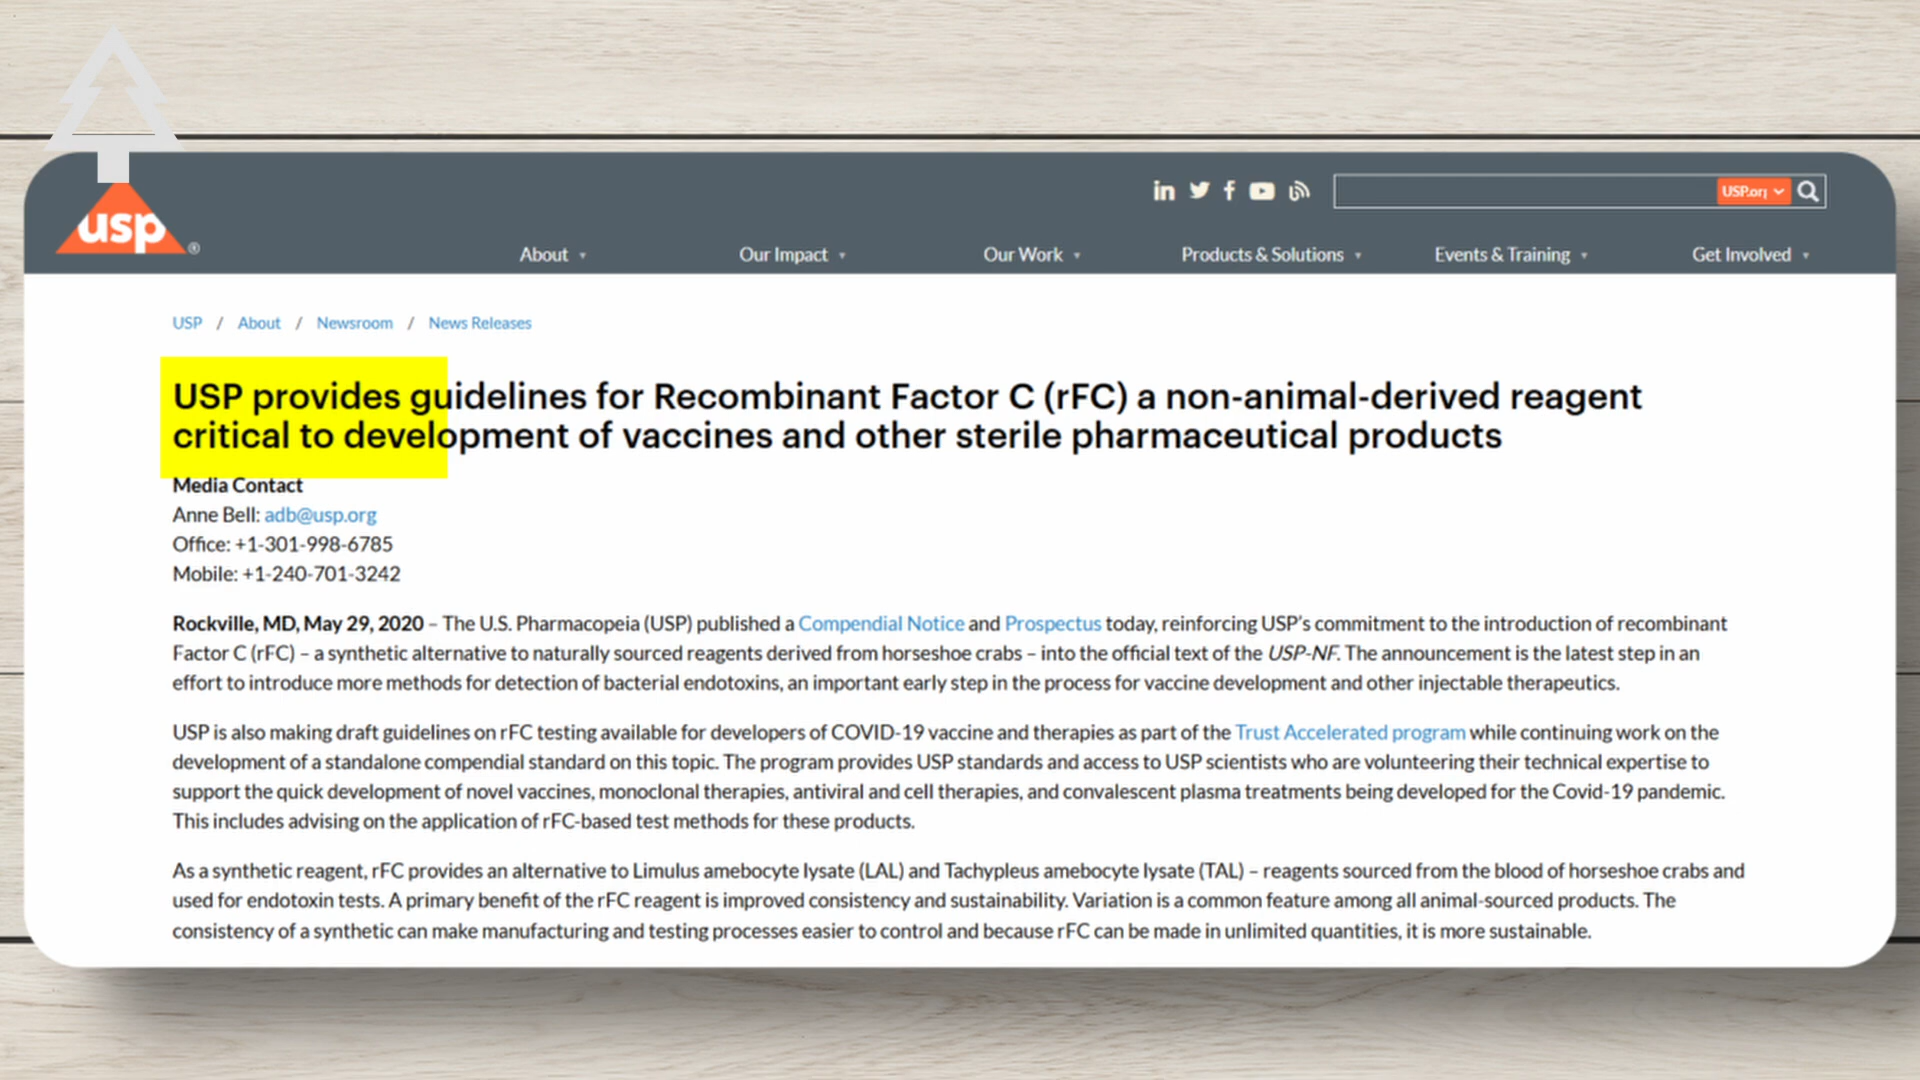 usp®
USP.org
About
Our Impact
Our Work
Products & Solutions
Events & Training
Get Involved
USP / About / Newsroom / News Releases
USP provides guidelines for Recombinant Factor C (rFC) a non-animal-derived reagent
critical to development of vaccines and other sterile pharmaceutical products
Media Contact
Anne Bell: adb@usp.org
Office: +1-301-998-6785
Mobile: +1-240-701-3242
Rockville, MD, May 29, 2020 – The U.S. Pharmacopeia (USP) published a Compendial Notice and Prospectus today, reinforcing USP's commitment to the introduction of recombinant
Factor C (rFC) – a synthetic alternative to naturally sourced reagents derived from horseshoe crabs – into the official text of the USP-NF. The announcement is the latest step in an
effort to introduce more methods for detection of bacterial endotoxins, an important early step in the process for vaccine development and other injectable therapeutics.
USP is also making draft guidelines on rFC testing available for developers of COVID-19 vaccine and therapies as part of the Trust Accelerated program while continuing work on the
development of a standalone compendial standard on this topic. The program provides USP standards and access to USP scientists who are volunteering their technical expertise to
support the quick development of novel vaccines, monoclonal therapies, antiviral and cell therapies, and convalescent plasma treatments being developed for the Covid-19 pandemic.
This includes advising on the application of rFC-based test methods for these products.
As a synthetic reagent, rFC provides an alternative to Limulus amebocyte lysate (LAL) and Tachypleus amebocyte lysate (TAL) – reagents sourced from the blood of horseshoe crabs and
used for endotoxin tests. A primary benefit of the rFC reagent is improved consistency and sustainability. Variation is a common feature among all animal-sourced products. The
consistency of a synthetic can make manufacturing and testing processes easier to control and because rFC can be made in unlimited quantities, it is more sustainable.